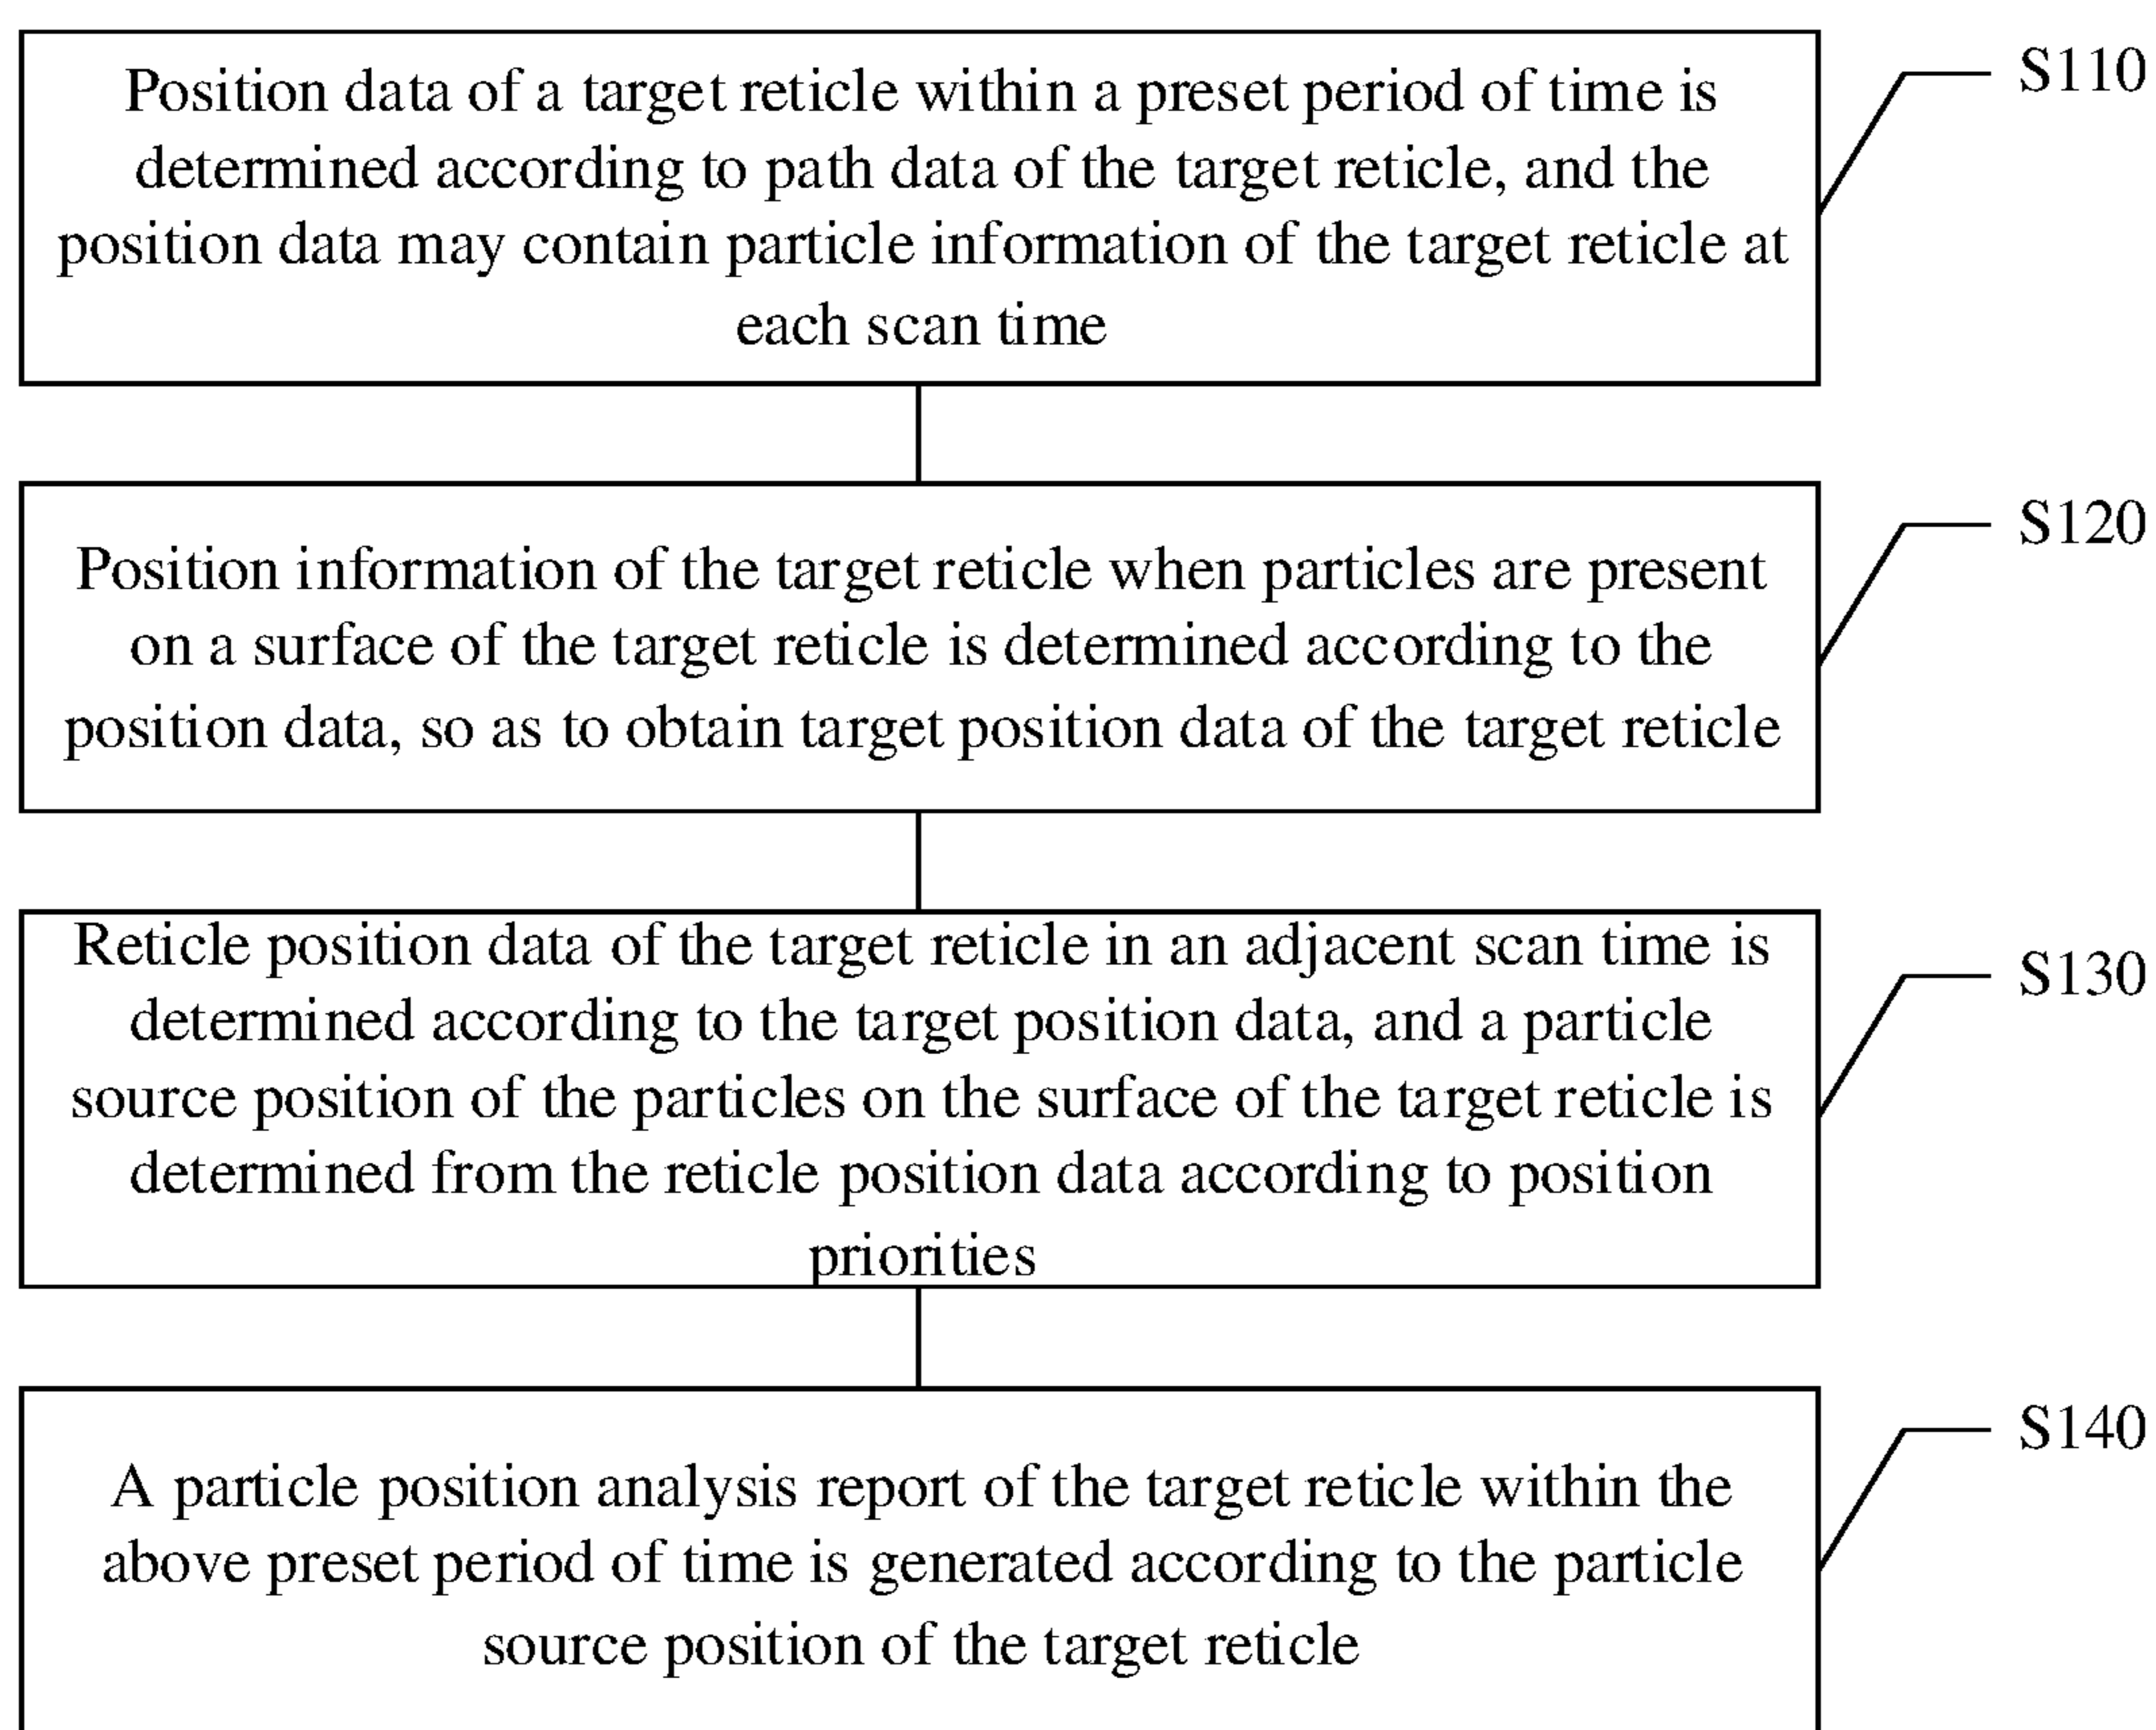 Position data of a target reticle within a preset period of time is
determined according to path data of the target reticle, and the
position data may contain particle information of the target reticle at
each scan time
S110
Position information of the target reticle when particles are present
on a surface of the target reticle is determined according to the
position data, so as to obtain target position data of the target reticle
S120
Reticle position data of the target reticle in an adjacent scan time is
determined according to the target position data, and a particle
source position of the particles on the surface of the target reticle is
determined from the reticle position data according to position
priorities
S130
A particle position analysis report of the target reticle within the
above preset period of time is generated according to the particle
source position of the target reticle
S140